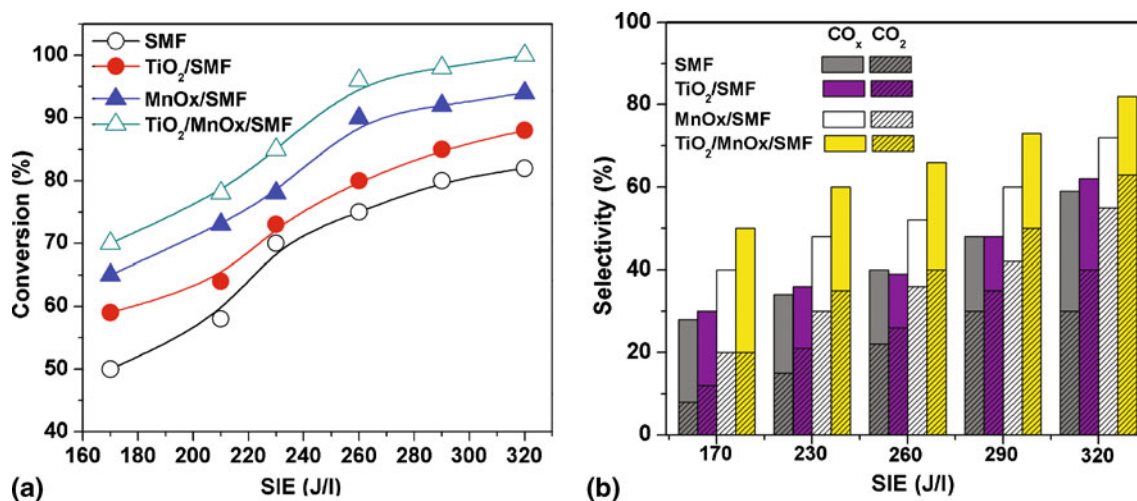 SMF
TiO2/SMF
MnOx/SMF
TiO2/MnOx/SMF
100
90
80
70
60
50
40
Conversion (%)
160 180 200 220 240 260 280 300 320
SIE (J/l)
(a)
COx CO2
SMF
TiO2/SMF
MnOx/SMF
TiO2/MnOx/SMF
100
80
60
40
20
0
Selectivity (%)
170 230 260 290 320
SIE (J/l)
(b)